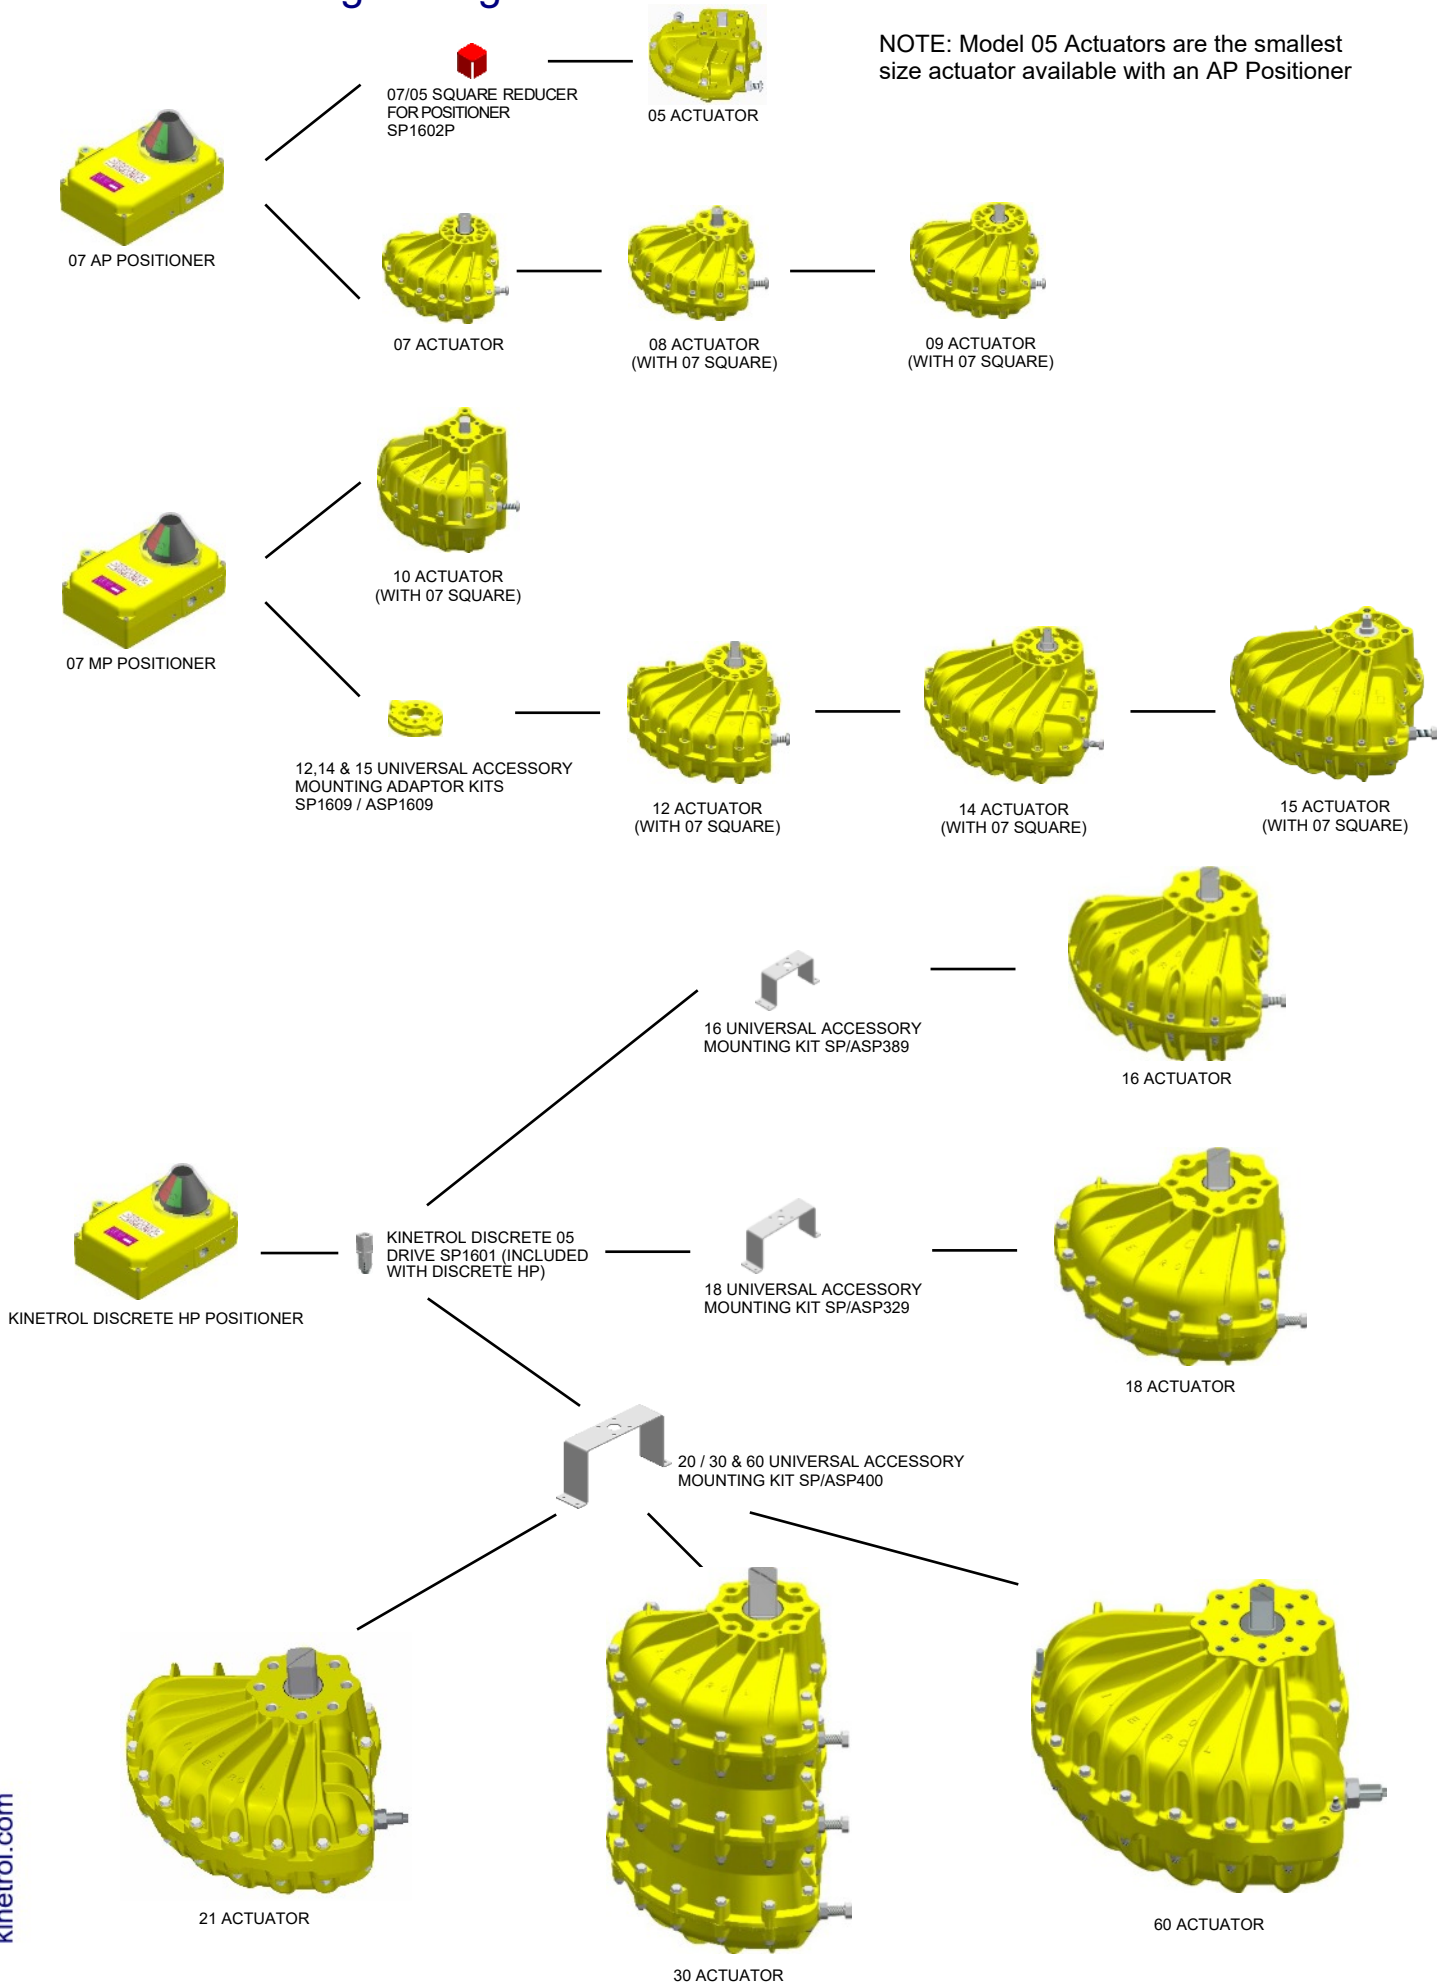 NOTE: Model 05 Actuators are the smallest
size actuator available with an AP Positioner
07/05 SQUARE REDUCER
FOR POSITIONER
SP1602P
05 ACTUATOR
07 AP POSITIONER
07 ACTUATOR
08 ACTUATOR
(WITH 07 SQUARE)
09 ACTUATOR
(WITH 07 SQUARE)
10 ACTUATOR
(WITH 07 SQUARE)
07 MP POSITIONER
12,14 & 15 UNIVERSAL ACCESSORY
MOUNTING ADAPTOR KITS
SP1609 / ASP1609
12 ACTUATOR
(WITH 07 SQUARE)
14 ACTUATOR
(WITH 07 SQUARE)
15 ACTUATOR
(WITH 07 SQUARE)
16 UNIVERSAL ACCESSORY
MOUNTING KIT SP/ASP389
16 ACTUATOR
KINETROL DISCRETE 05
DRIVE SP1601 (INCLUDED
WITH DISCRETE HP)
KINETROL DISCRETE HP POSITIONER
18 UNIVERSAL ACCESSORY
MOUNTING KIT SP/ASP329
18 ACTUATOR
20 / 30 & 60 UNIVERSAL ACCESSORY
MOUNTING KIT SP/ASP400
21 ACTUATOR
30 ACTUATOR
60 ACTUATOR
kinetrol.com